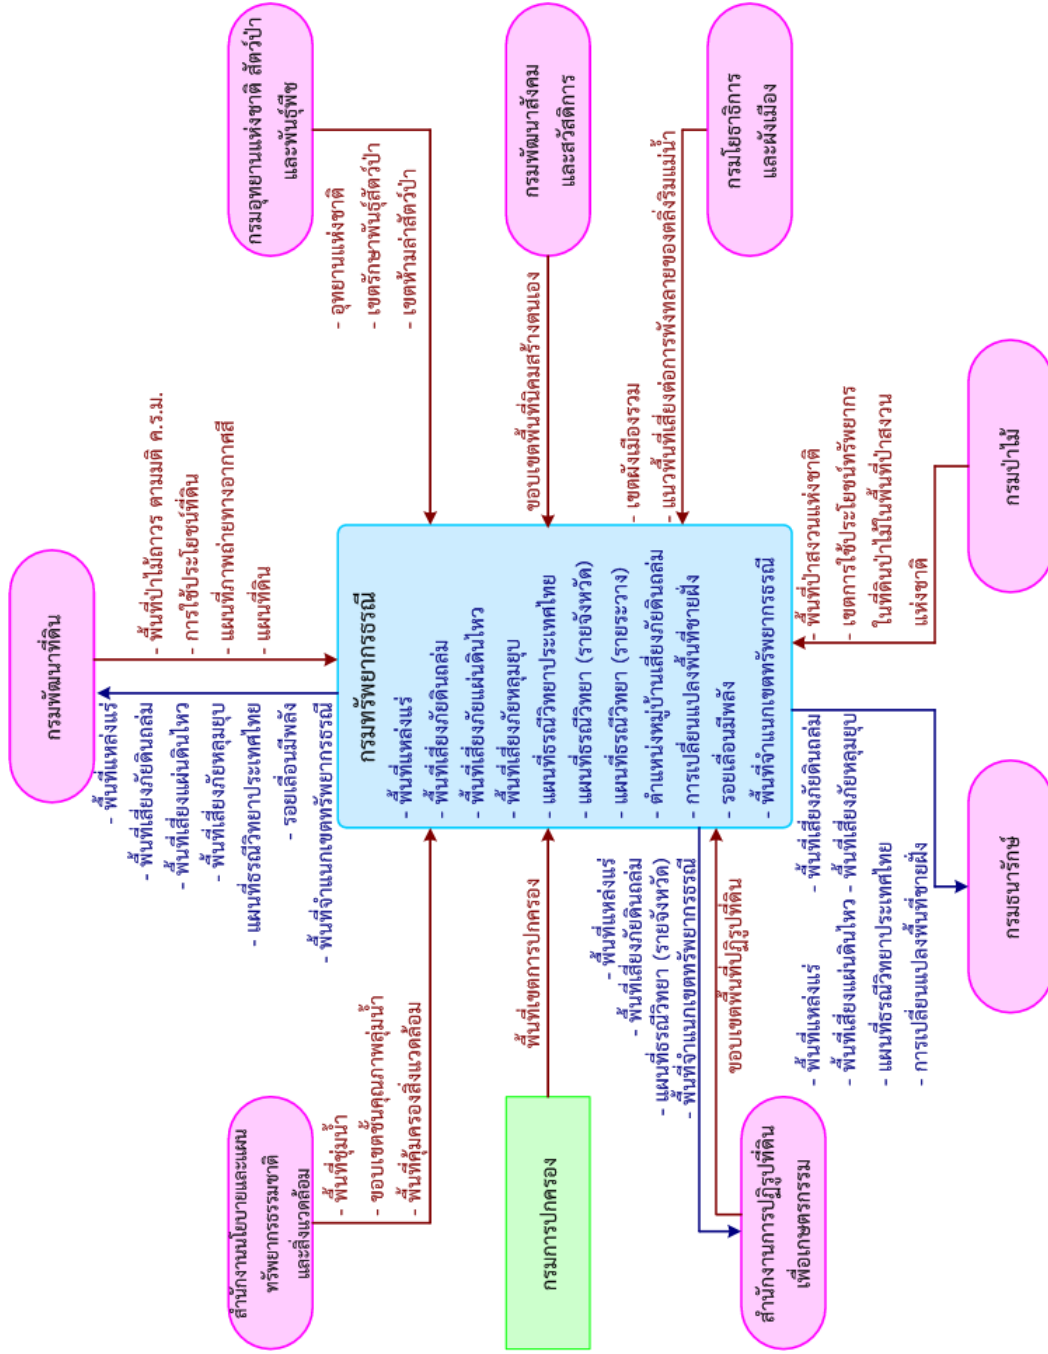 สำนักงานนโยบายและแผน
ทรัพยากรธรรมชาติ
และสิ่งแวดล้อม
- พื้นที่ชุ่มน้ำ
- ขอบเขตชั้นคุณภาพลุ่มน้ำ
- พื้นที่คุ้มครองสิ่งแวดล้อม
กรมพัฒนาที่ดิน
- พื้นที่แหล่งแร่
- พื้นที่เสี่ยงภัยดินถล่ม
- พื้นที่เสี่ยงแผ่นดินไหว
- พื้นที่เสี่ยงภัยหลุมยุบ
- แผนที่ธรณีวิทยาประเทศไทย
- รอยเลื่อนมีพลัง
- พื้นที่จำแนกเขตทรัพยากรธรณี
- พื้นที่ป่าไม้ถาวร ตามมติ ค.ร.ม.
- การใช้ประโยชน์ที่ดิน
- แผนที่ภาพถ่ายทางอากาศสี
- แผนที่ดิน
กรมอุทยานแห่งชาติ สัตว์ป่า
และพันธุ์พืช
- อุทยานแห่งชาติ
- เขตรักษาพันธุ์สัตว์ป่า
- เขตห้ามล่าสัตว์ป่า
กรมการปกครอง
พื้นที่เขตการปกครอง
กรมทรัพยากรธรณี
- พื้นที่แหล่งแร่
- พื้นที่เสี่ยงภัยดินถล่ม
- พื้นที่เสี่ยงภัยแผ่นดินไหว
- พื้นที่เสี่ยงภัยหลุมยุบ
- แผนที่ธรณีวิทยาประเทศไทย
- แผนที่ธรณีวิทยา (รายจังหวัด)
- แผนที่ธรณีวิทยา (รายระวาง)
- ตำแหน่งหมู่บ้านเสี่ยงภัยดินถล่ม
- การเปลี่ยนแปลงพื้นที่ชายฝั่ง
- รอยเลื่อนมีพลัง
- พื้นที่จำแนกเขตทรัพยากรธรณี
กรมพัฒนาสังคม
และสวัสดิการ
ขอบเขตพื้นที่นิคมสร้างตนเอง
สำนักงานการปฏิรูปที่ดิน
เพื่อเกษตรกรรม
- พื้นที่แหล่งแร่
- พื้นที่เสี่ยงภัยดินถล่ม
- แผนที่ธรณีวิทยา (รายจังหวัด)
- พื้นที่จำแนกเขตทรัพยากรธรณี
ขอบเขตพื้นที่ปฏิรูปที่ดิน
กรมโยธาธิการ
และผังเมือง
- เขตผังเมืองรวม
- แนวพื้นที่เสี่ยงต่อการพังทลายของตลิ่งริมแม่น้ำ
- พื้นที่แหล่งแร่ - พื้นที่เสี่ยงภัยดินถล่ม
- พื้นที่เสี่ยงแผ่นดินไหว - พื้นที่เสี่ยงภัยหลุมยุบ
- แผนที่ธรณีวิทยาประเทศไทย
- การเปลี่ยนแปลงพื้นที่ชายฝั่ง
กรมธนารักษ์
- พื้นที่ป่าสงวนแห่งชาติ
- เขตการใช้ประโยชน์ทรัพยากร
ในที่ดินป่าไม้ในพื้นที่ป่าสงวน
แห่งชาติ
กรมป่าไม้